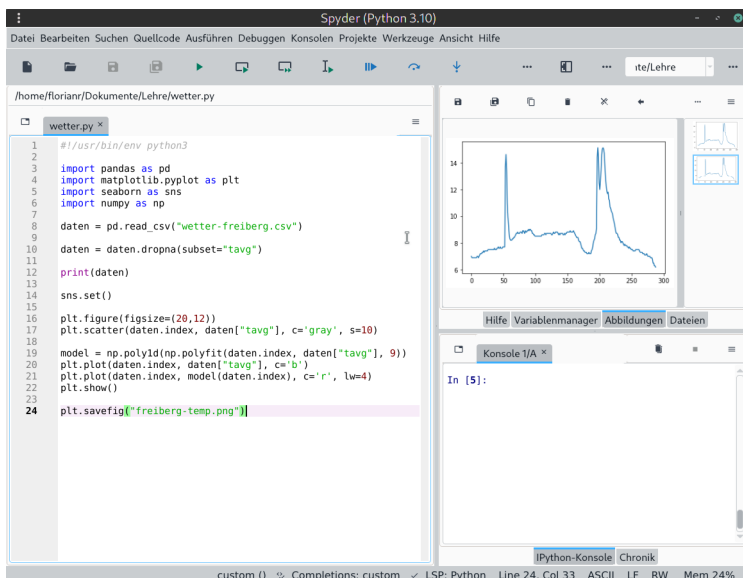 Spyder (Python 3.10)
Datei Bearbeiten Suchen Quellcode Ausführen Debuggen Konsolen Projekte Werkzeuge Ansicht Hilfe
ıte/Lehre
/home/florianr/Dokumente/Lehre/wetter.py
wetter.py
1 #!/usr/bin/env python3
2
3 import pandas as pd
4 import matplotlib.pyplot as plt
5 import seaborn as sns
6 import numpy as np
7
8 daten = pd.read_csv("wetter-freiberg.csv")
9
10 daten = daten.dropna(subset="tavg")
11
12 print(daten)
13
14 sns.set()
15
16 plt.figure(figsize=(20,12))
17 plt.scatter(daten.index, daten["tavg"], c='gray', s=10)
18
19 model = np.poly1d(np.polyfit(daten.index, daten["tavg"], 9))
20 plt.plot(daten.index, daten["tavg"], c='b')
21 plt.plot(daten.index, model(daten.index), c='r', lw=4)
22 plt.show()
23
24 plt.savefig("freiberg-temp.png")
14
12
10
8
6
0 50 100 150 200 250 300
Hilfe Variablenmanager Abbildungen Dateien
Konsole 1/A
In [5]:
IPython-Konsole Chronik
custom () Completions: custom LSP: Python Line 24, Col 33 ASCII LF RW Mem 24%